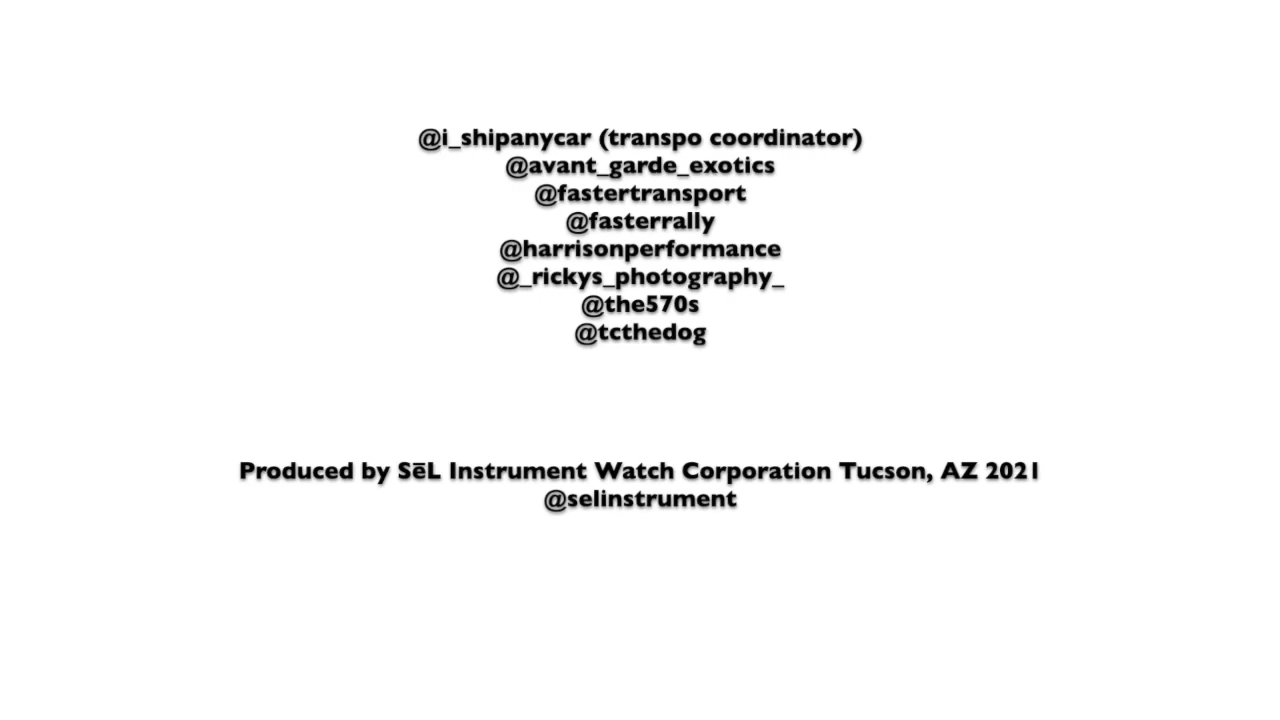 @i_shipanycar (transpo coordinator)
@avant_garde_exotics
@fastertransport
@fasterrally
@harrisonperformance
@_rickys_photography_
@the570s
@tcthedog
Produced by SēL Instrument Watch Corporation Tucson, AZ 2021
@selinstrument